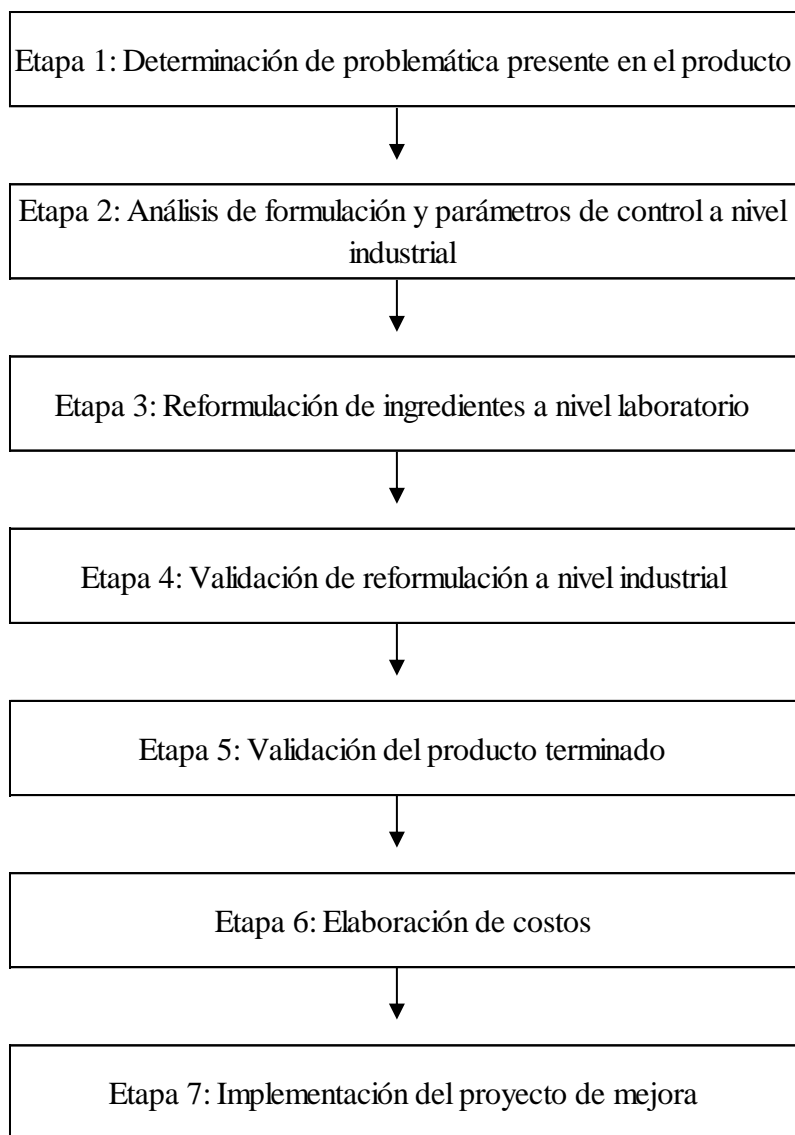 Etapa 1: Determinación de problemática presente en el producto
Etapa 2: Análisis de formulación y parámetros de control a nivel
industrial
Etapa 3: Reformulación de ingredientes a nivel laboratorio
Etapa 4: Validación de reformulación a nivel industrial
Etapa 5: Validación del producto terminado
Etapa 6: Elaboración de costos
Etapa 7: Implementación del proyecto de mejora